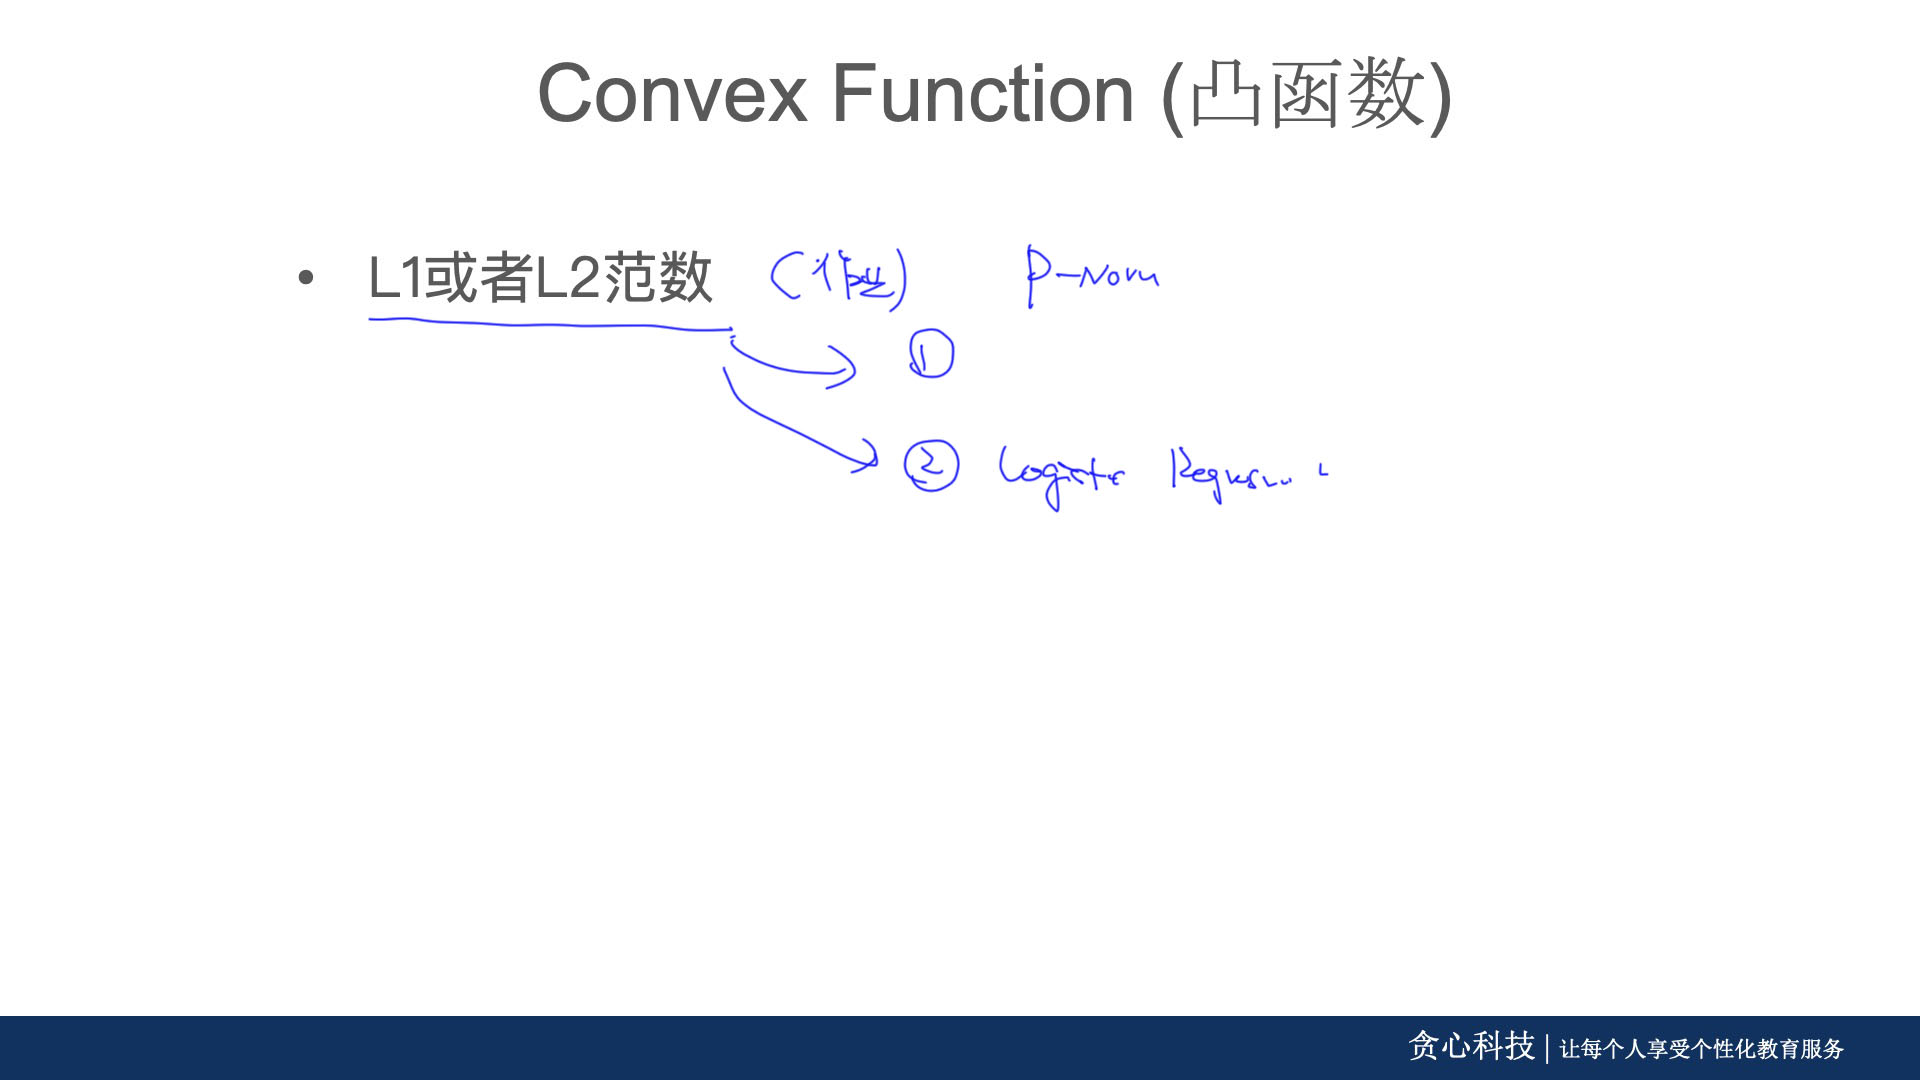 Convex Function (凸函数)
• L1或者L2范数 P-Norm
①
② Logistic Regression
贪心科技 | 让每个人享受个性化教育服务